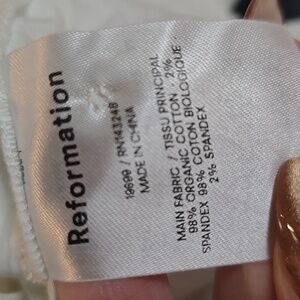 Reformation
19699 / RN143248
MADE IN CHINA
MAIN FABRIC / TISSU PRINCIPAL
98% ORGANIC COTTON · 2%
SPANDEX 98% COTON BIOLOGIQUE ·
2% SPANDEX